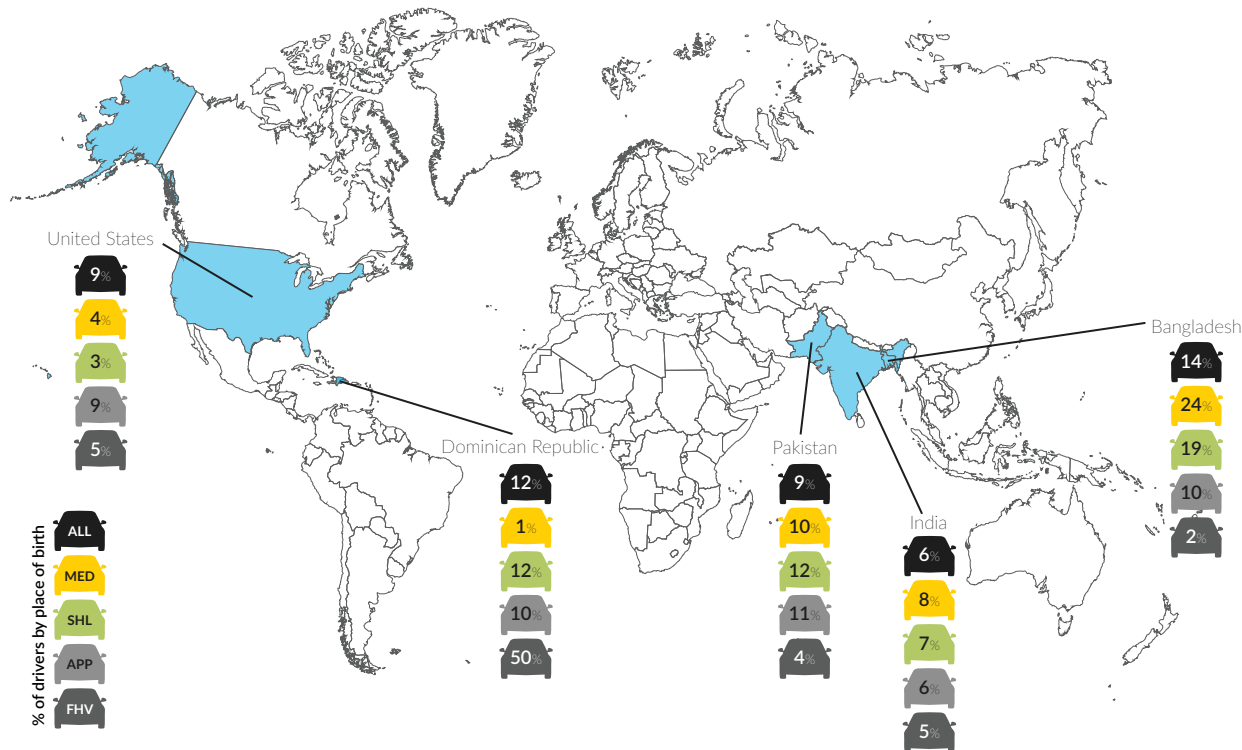 United States
9%
4%
3%
9%
5%
Bangladesh
14%
24%
19%
10%
2%
Dominican Republic
12%
1%
12%
10%
50%
Pakistan
9%
10%
12%
11%
4%
India
6%
8%
7%
6%
5%
% of drivers by place of birth
ALL
MED
SHL
APP
FHV